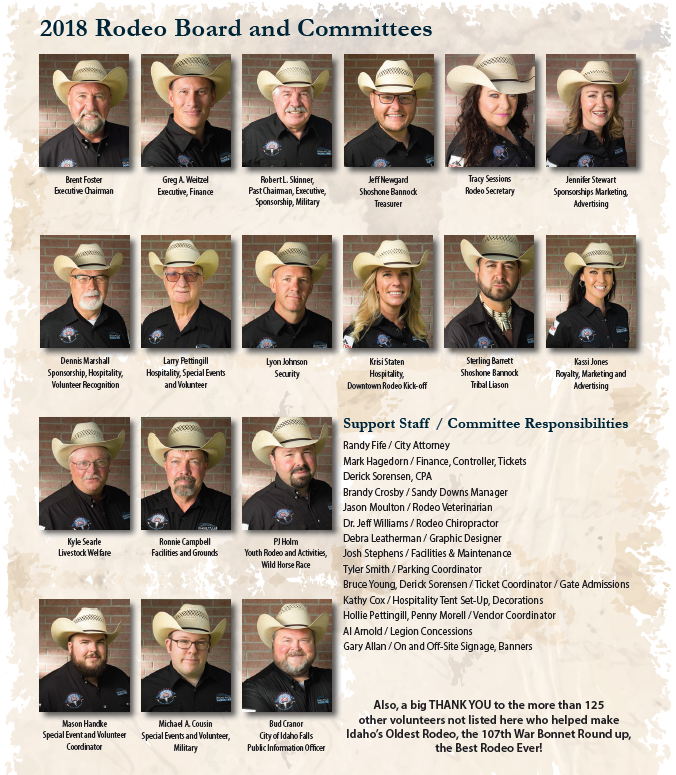 2018 Rodeo Board and Committees
Brent Foster
Executive Chairman
Greg A. Weitzel
Executive, Finance
Robert L. Skinner,
Past Chairman, Executive,
Sponsorship, Military
Jeff Newgard
Shoshone Bannock
Treasurer
Tracy Sessions
Rodeo Secretary
Jennifer Stewart
Sponsorships Marketing,
Advertising
Dennis Marshall
Sponsorship, Hospitality,
Volunteer Recognition
Larry Pettingill
Hospitality, Special Events
and Volunteer
Lyon Johnson
Security
Krisi Staten
Hospitality,
Downtown Rodeo Kick-off
Sterling Barrett
Shoshone Bannock
Tribal Liason
Kassi Jones
Royalty, Marketing and
Advertising
Kyle Searle
Livestock Welfare
Ronnie Campbell
Facilities and Grounds
PJ Holm
Youth Rodeo and Activities,
Wild Horse Race
Support Staff / Committee Responsibilities
Randy Fife / City Attorney
Mark Hagedorn / Finance, Controller, Tickets
Derick Sorensen, CPA
Brandy Crosby / Sandy Downs Manager
Jason Moulton / Rodeo Veterinarian
Dr. Jeff Williams / Rodeo Chiropractor
Debra Leatherman / Graphic Designer
Josh Stephens / Facilities & Maintenance
Tyler Smith / Parking Coordinator
Bruce Young, Derick Sorensen / Ticket Coordinator / Gate Admissions
Kathy Cox / Hospitality Tent Set-Up, Decorations
Hollie Pettingill, Penny Morell / Vendor Coordinator
Al Arnold / Legion Concessions
Gary Allan / On and Off-Site Signage, Banners
Mason Handke
Special Event and Volunteer
Coordinator
Michael A. Cousin
Special Events and Volunteer,
Military
Bud Cranor
City of Idaho Falls
Public Information Officer
Also, a big THANK YOU to the more than 125
other volunteers not listed here who helped make
Idaho's Oldest Rodeo, the 107th War Bonnet Round up,
the Best Rodeo Ever!